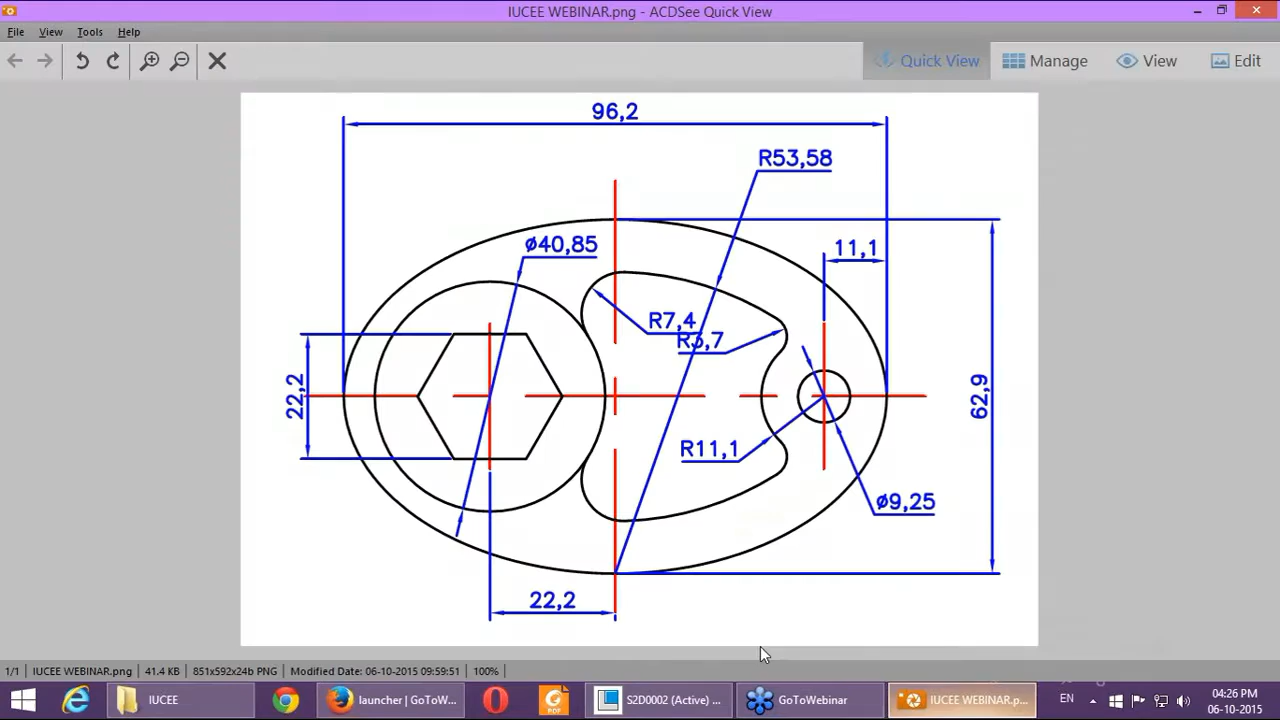 IUCEE WEBINAR.png - ACDSee Quick View
File View Tools Help
Quick View Manage View Edit
96,2
R53,58
ø40,85
11,1
R7,4
R3,7
22,2
62,9
R11,1
ø9,25
22,2
1/1 IUCEE WEBINAR.png 41.4 KB 851x592x24b PNG Modified Date: 06-10-2015 09:59:51 100%
IUCEE launcher | GoToW... PDF S2D0002 (Active) ... GoToWebinar IUCEE WEBINAR.p... EN 04:26 PM
06-10-2015